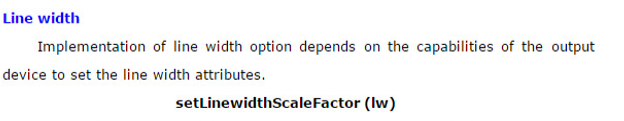 Line width
Implementation of line width option depends on the capabilities of the output
device to set the line width attributes.
setLinewidthScaleFactor (lw)